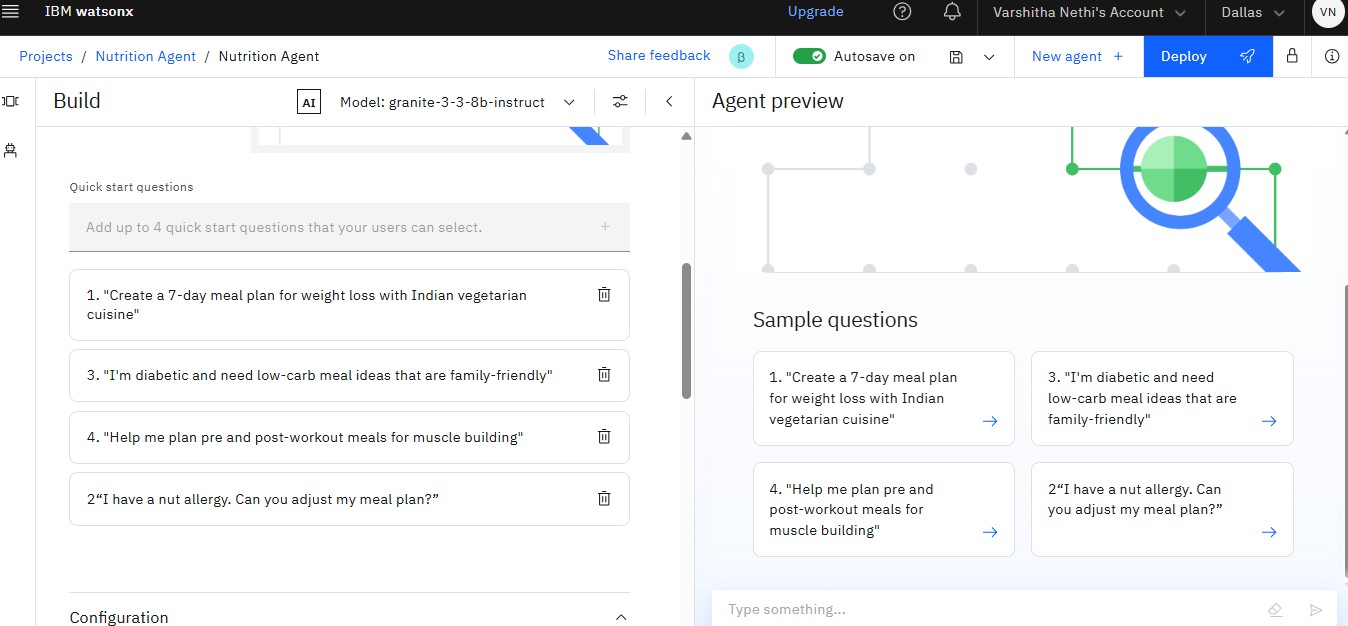 IBM watsonx
Upgrade
Varshitha Nethi's Account
Dallas
VN
Projects / Nutrition Agent / Nutrition Agent
Share feedback
β
Autosave on
New agent +
Deploy
Build
AI
Model: granite-3-3-8b-instruct
Quick start questions
Add up to 4 quick start questions that your users can select.
1. "Create a 7-day meal plan for weight loss with Indian vegetarian
cuisine"
3. "I'm diabetic and need low-carb meal ideas that are family-friendly"
4. "Help me plan pre and post-workout meals for muscle building"
2“I have a nut allergy. Can you adjust my meal plan?”
Configuration
Agent preview
Sample questions
1. "Create a 7-day meal plan
for weight loss with Indian
vegetarian cuisine"
3. "I'm diabetic and need
low-carb meal ideas that are
family-friendly"
4. "Help me plan pre and
post-workout meals for
muscle building"
2“I have a nut allergy. Can
you adjust my meal plan?”
Type something...